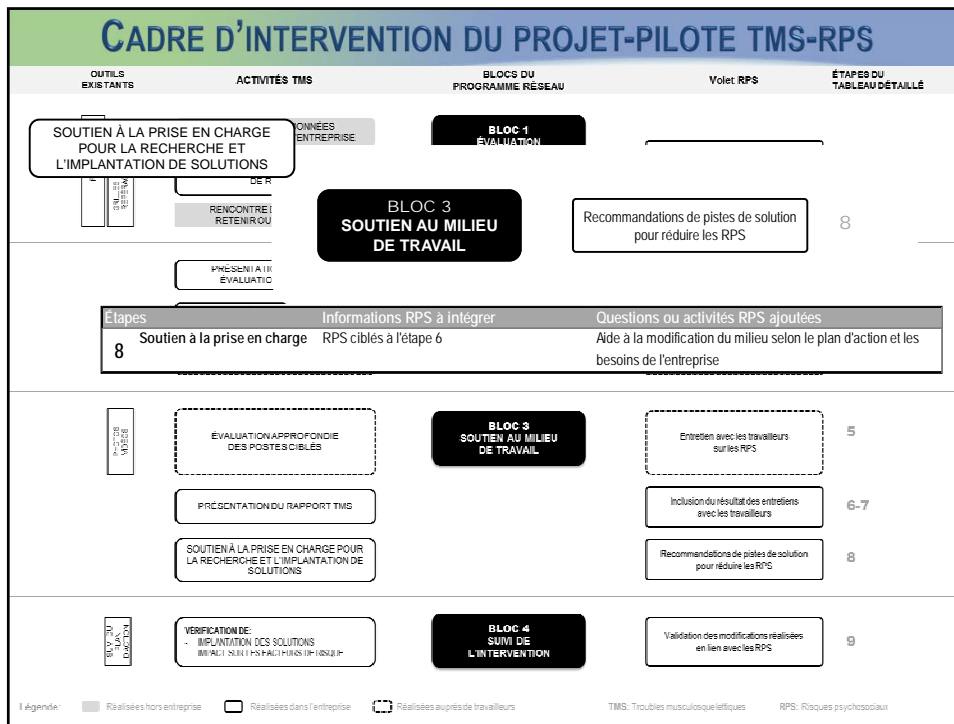 CADRE D'INTERVENTION DU PROJET-PILOTE TMS-RPS
OUTILS
EXISTANTS
ACTIVITÉS TMS
BLOCS DU
PROGRAMME RÉSEAU
Volet RPS
ÉTAPES DU
TABLEAU DÉTAILLÉ
SOUTIEN À LA PRISE EN CHARGE
POUR LA RECHERCHE ET
L'IMPLANTATION DE SOLUTIONS
BLOC 1
ÉVALUATION
RENCONTRE
BLOC 3
SOUTIEN AU MILIEU
DE TRAVAIL
Recommandations de pistes de solution
pour réduire les RPS
8
Étapes Informations RPS à intégrer Questions ou activités RPS ajoutées
8 Soutien à la prise en charge RPS ciblés à l'étape 6 Aide à la modification du milieu selon le plan d'action et les
besoins de l'entreprise
ÉVALUATION APPROFONDIE
DES POSTES CIBLÉS
BLOC 3
SOUTIEN AU MILIEU
DE TRAVAIL
Entretien avec les travailleurs
sur les RPS
5
PRÉSENTATION DU RAPPORT TMS
Inclusion du résultat des entretiens
avec les travailleurs
6-7
SOUTIEN À LA PRISE EN CHARGE POUR
LA RECHERCHE ET L'IMPLANTATION DE
SOLUTIONS
Recommandations de pistes de solution
pour réduire les RPS
8
VÉRIFICATION DE:
- IMPLANTATION DES SOLUTIONS
- IMPACT SUR LES FACTEURS DE RISQUE
BLOC 4
SUIVI DE
L'INTERVENTION
Validation des modifications réalisées
en lien avec les RPS
9
Légende: Réalisées hors entreprise Réalisées dans l'entreprise Réalisées auprès de travailleurs TMS: Troubles musculosquelettiques RPS: Risques psychosociaux